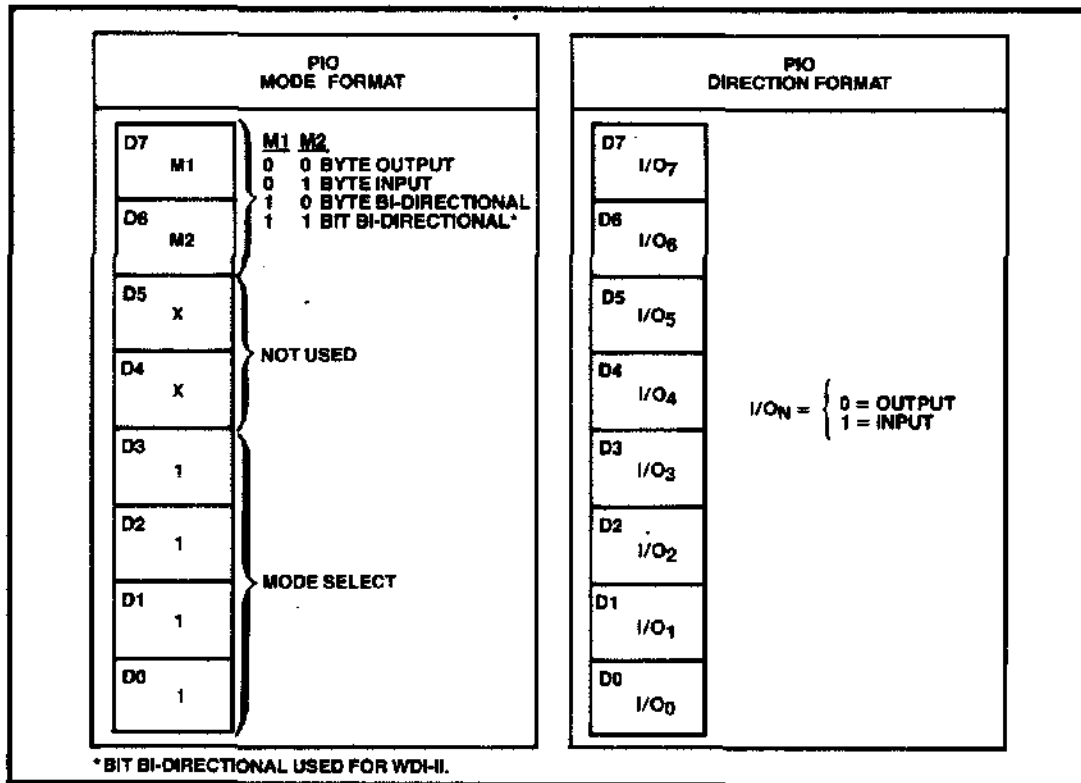 PIO
MODE FORMAT
D7
M1
D6
M2
D5
X
D4
X
D3
1
D2
1
D1
1
D0
1
M1 M2
0 0 BYTE OUTPUT
0 1 BYTE INPUT
1 0 BYTE BI-DIRECTIONAL
1 1 BIT BI-DIRECTIONAL*
NOT USED
MODE SELECT
PIO
DIRECTION FORMAT
D7
I/O7
D6
I/O6
D5
I/O5
D4
I/O4
D3
I/O3
D2
I/O2
D1
I/O1
D0
I/O0
I/ON = { 0 = OUTPUT
1 = INPUT
*BIT BI-DIRECTIONAL USED FOR WDI-II.